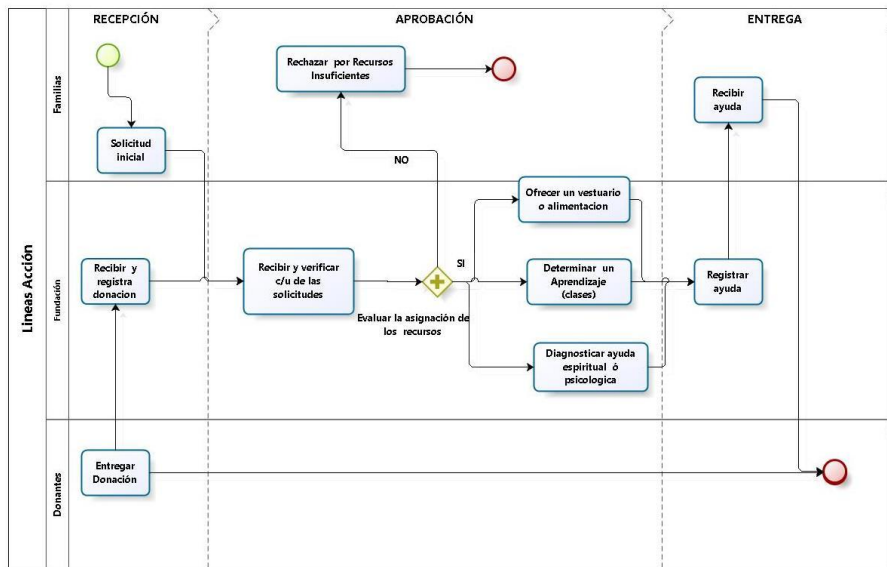 RECEPCIÓN
APROBACIÓN
ENTREGA
Lineas Acción
Familias
Fundación
Donantes
Solicitud
inicial
Rechazar por Recursos
Insuficientes
NO
Recibir
ayuda
Recibir y
registra
donacion
Recibir y verificar
c/u de las
solicitudes
Evaluar la asignación de
los recursos
SI
Ofrecer un vestuario
o alimentacion
Determinar un
Aprendizaje
(clases)
Diagnosticar ayuda
espiritual ó
psicologica
Registrar
ayuda
Entregar
Donación